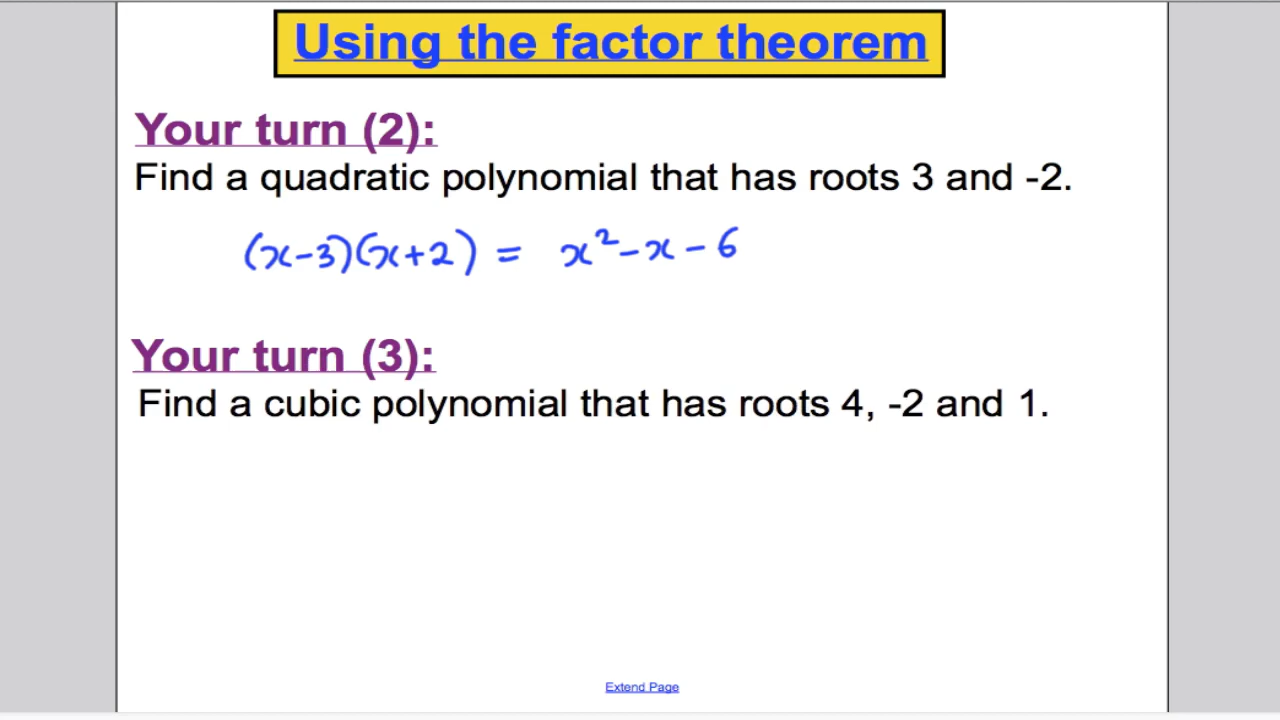 Using the factor theorem
Your turn (2):
Find a quadratic polynomial that has roots 3 and -2.
(x-3)(x+2) = x²-x-6
Your turn (3):
Find a cubic polynomial that has roots 4, -2 and 1.
Extend Page